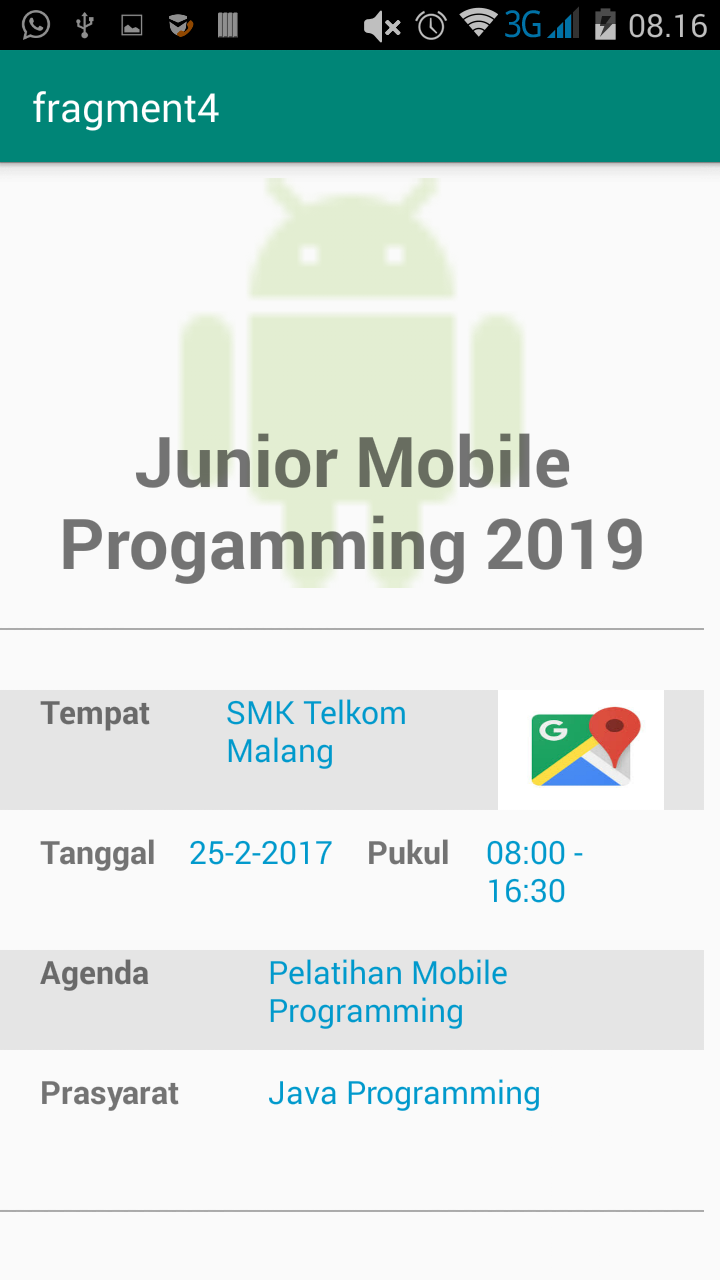 3G 08.16
fragment4
Junior Mobile
Progamming 2019
Tempat SMK Telkom
Malang
G
Tanggal 25-2-2017 Pukul 08:00 -
16:30
Agenda Pelatihan Mobile
Programming
Prasyarat Java Programming